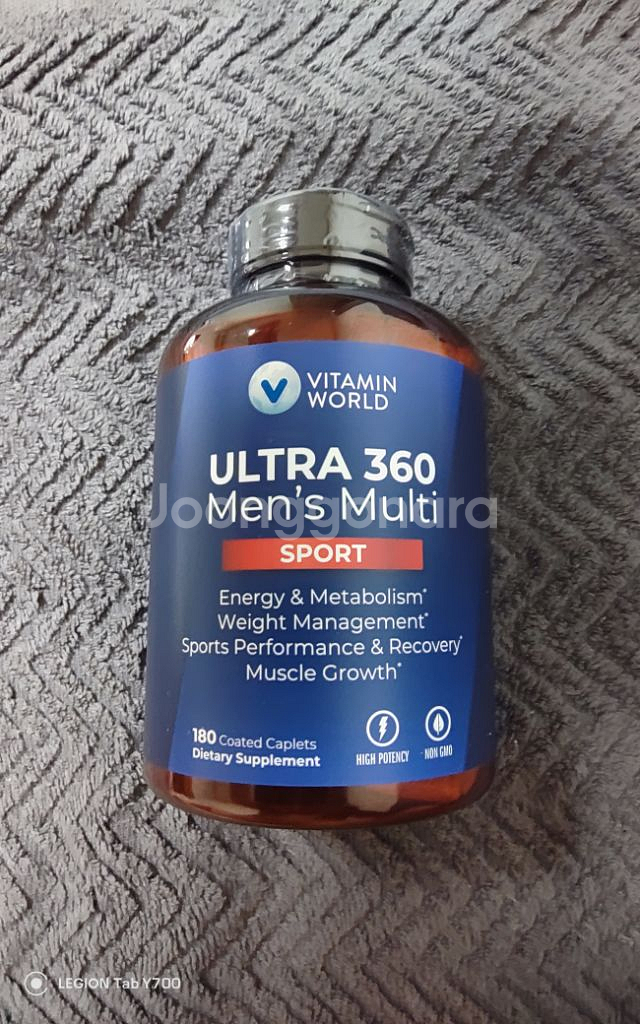 VITAMIN
WORLD
ULTRA 360
Men's Multi
Joonggonara
SPORT
Energy & Metabolism*
Weight Management*
Sports Performance & Recovery*
Muscle Growth*
180 Coated Caplets
Dietary Supplement
HIGH POTENCY
NON GMO
LEGION Tab Y700